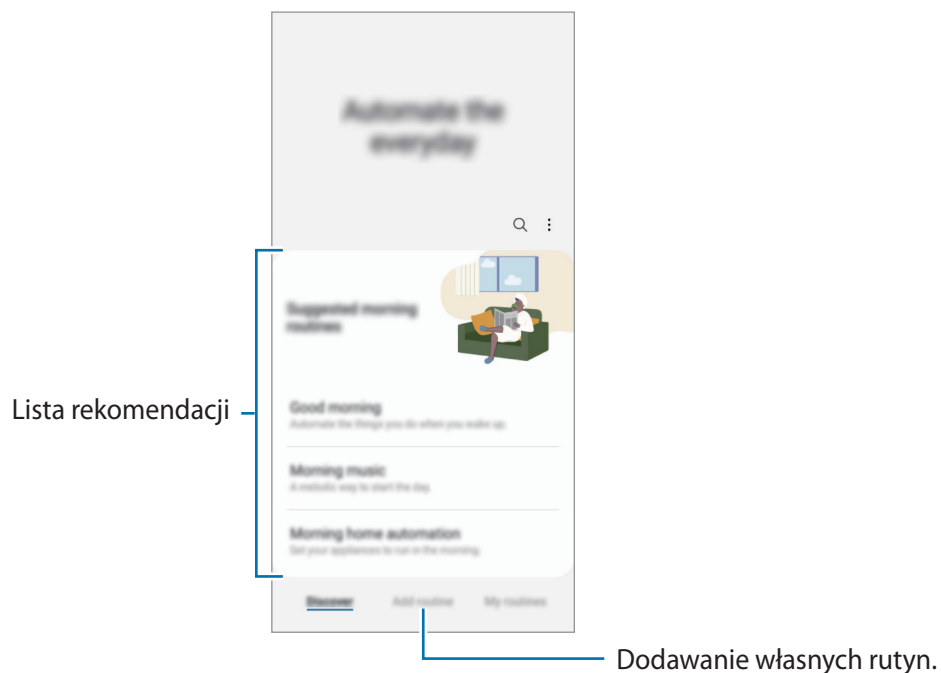 Automate the
everyday
Suggested morning
routines
Lista rekomendacji
Good morning
Automate the things you do when you wake up.
Morning music
A melodic way to start the day.
Morning home automation
Set your appliances to run in the morning.
Discover Add routine My routines
Dodawanie własnych rutyn.